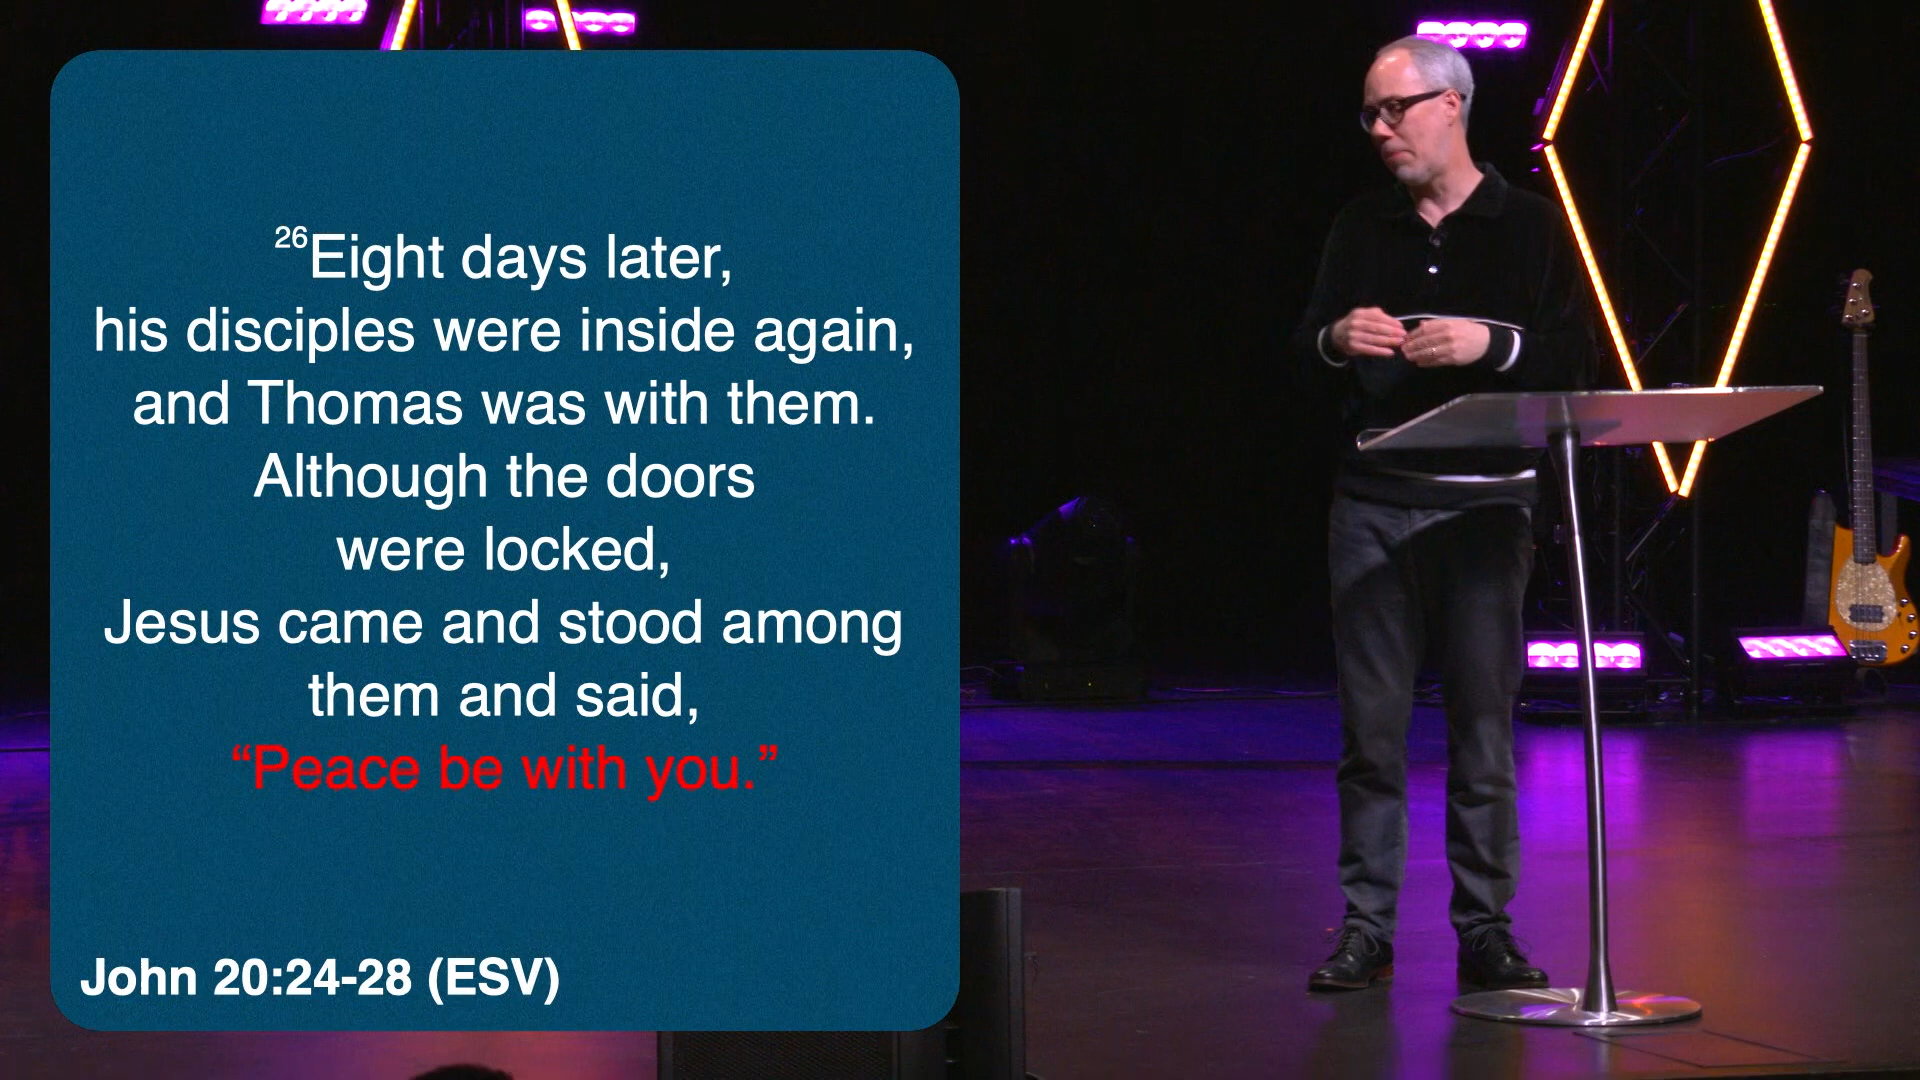 26Eight days later,
his disciples were inside again,
and Thomas was with them.
Although the doors
were locked,
Jesus came and stood among
them and said,
“Peace be with you.”
John 20:24-28 (ESV)